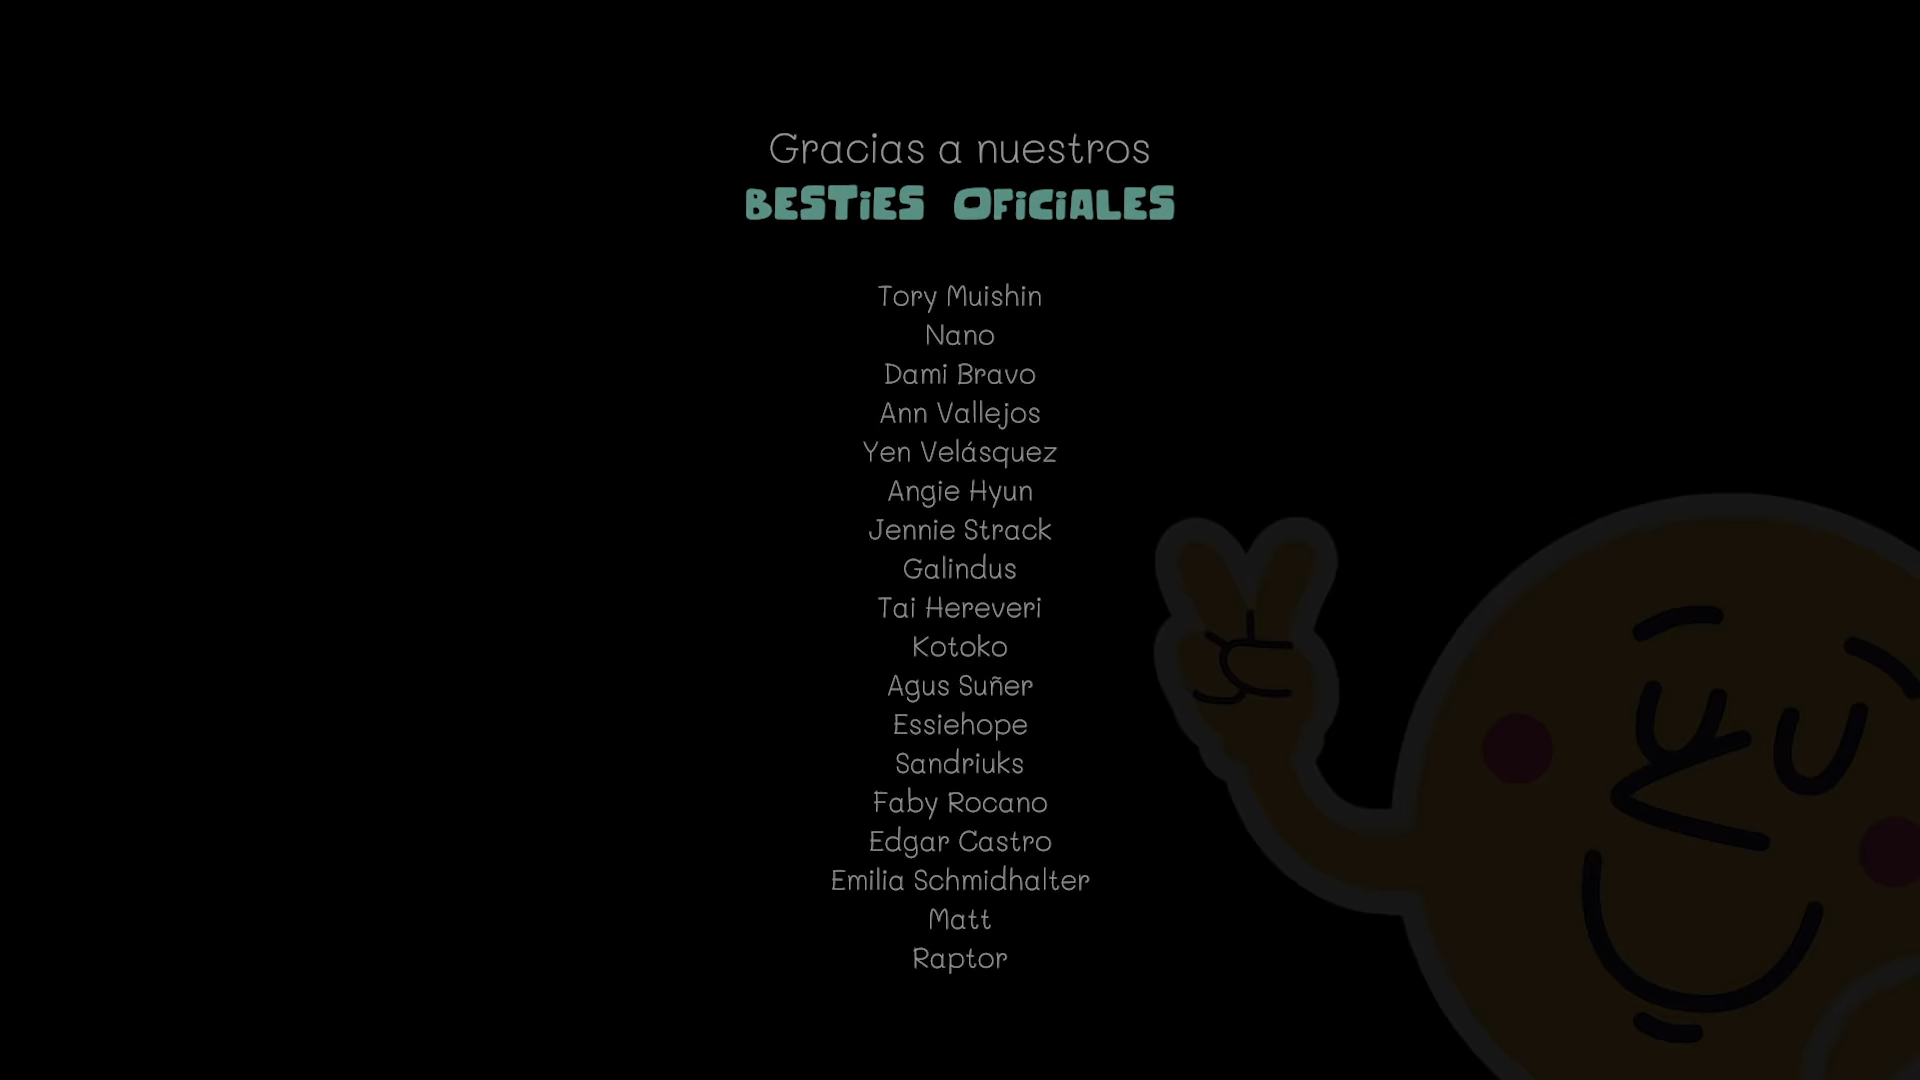 Gracias a nuestros
BESTiES OFiCiALES
Tory Muishin
Nano
Dami Bravo
Ann Vallejos
Yen Velásquez
Angie Hyun
Jennie Strack
Galindus
Tai Hereveri
Kotoko
Agus Suñer
Essiehope
Sandriuks
Faby Rocano
Edgar Castro
Emilia Schmidhalter
Matt
Raptor